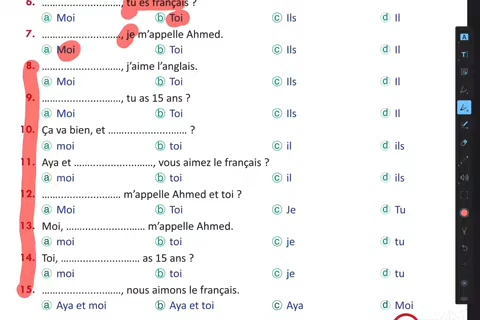 6. ............................, tu es français ?
ⓐ Moi ⓑ Toi ⓒ Ils ⓓ Il
7. ............................, je m'appelle Ahmed.
ⓐ Moi ⓑ Toi ⓒ Ils ⓓ Il
8. ............................, j'aime l'anglais.
ⓐ Moi ⓑ Toi ⓒ Ils ⓓ Il
9. ............................, tu as 15 ans ?
ⓐ Moi ⓑ Toi ⓒ Ils ⓓ Il
10. Ça va bien, et ............................ ?
ⓐ moi ⓑ toi ⓒ il ⓓ ils
11. Aya et ............................, vous aimez le français ?
ⓐ moi ⓑ toi ⓒ il ⓓ ils
12. ............................ m'appelle Ahmed et toi ?
ⓐ Moi ⓑ Toi ⓒ Je ⓓ Tu
13. Moi, ............................ m'appelle Ahmed.
ⓐ moi ⓑ toi ⓒ je ⓓ tu
14. Toi, ............................ as 15 ans ?
ⓐ moi ⓑ toi ⓒ je ⓓ tu
15. ............................, nous aimons le français.
ⓐ Aya et moi ⓑ Aya et toi ⓒ Aya ⓓ Moi